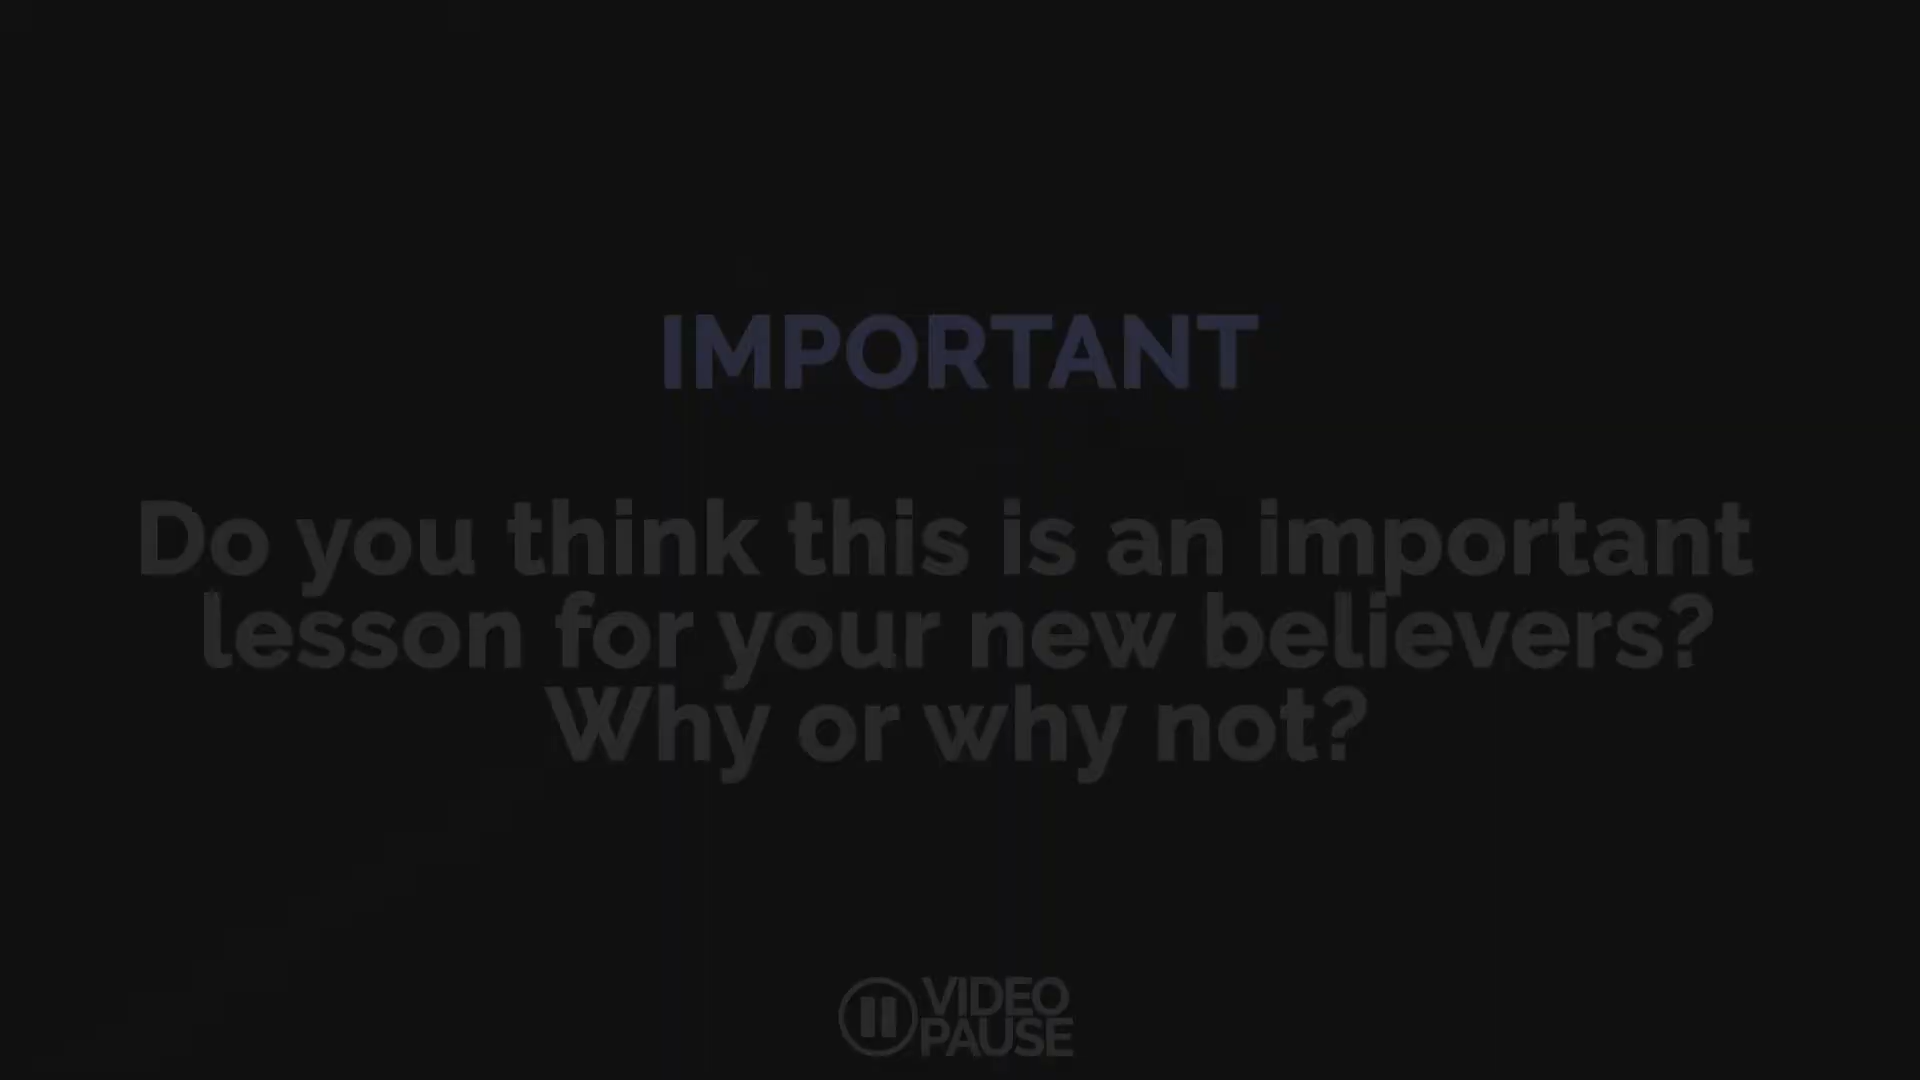 IMPORTANT
Do you think this is an important
lesson for your new believers?
Why or why not?
VIDEO
PAUSE